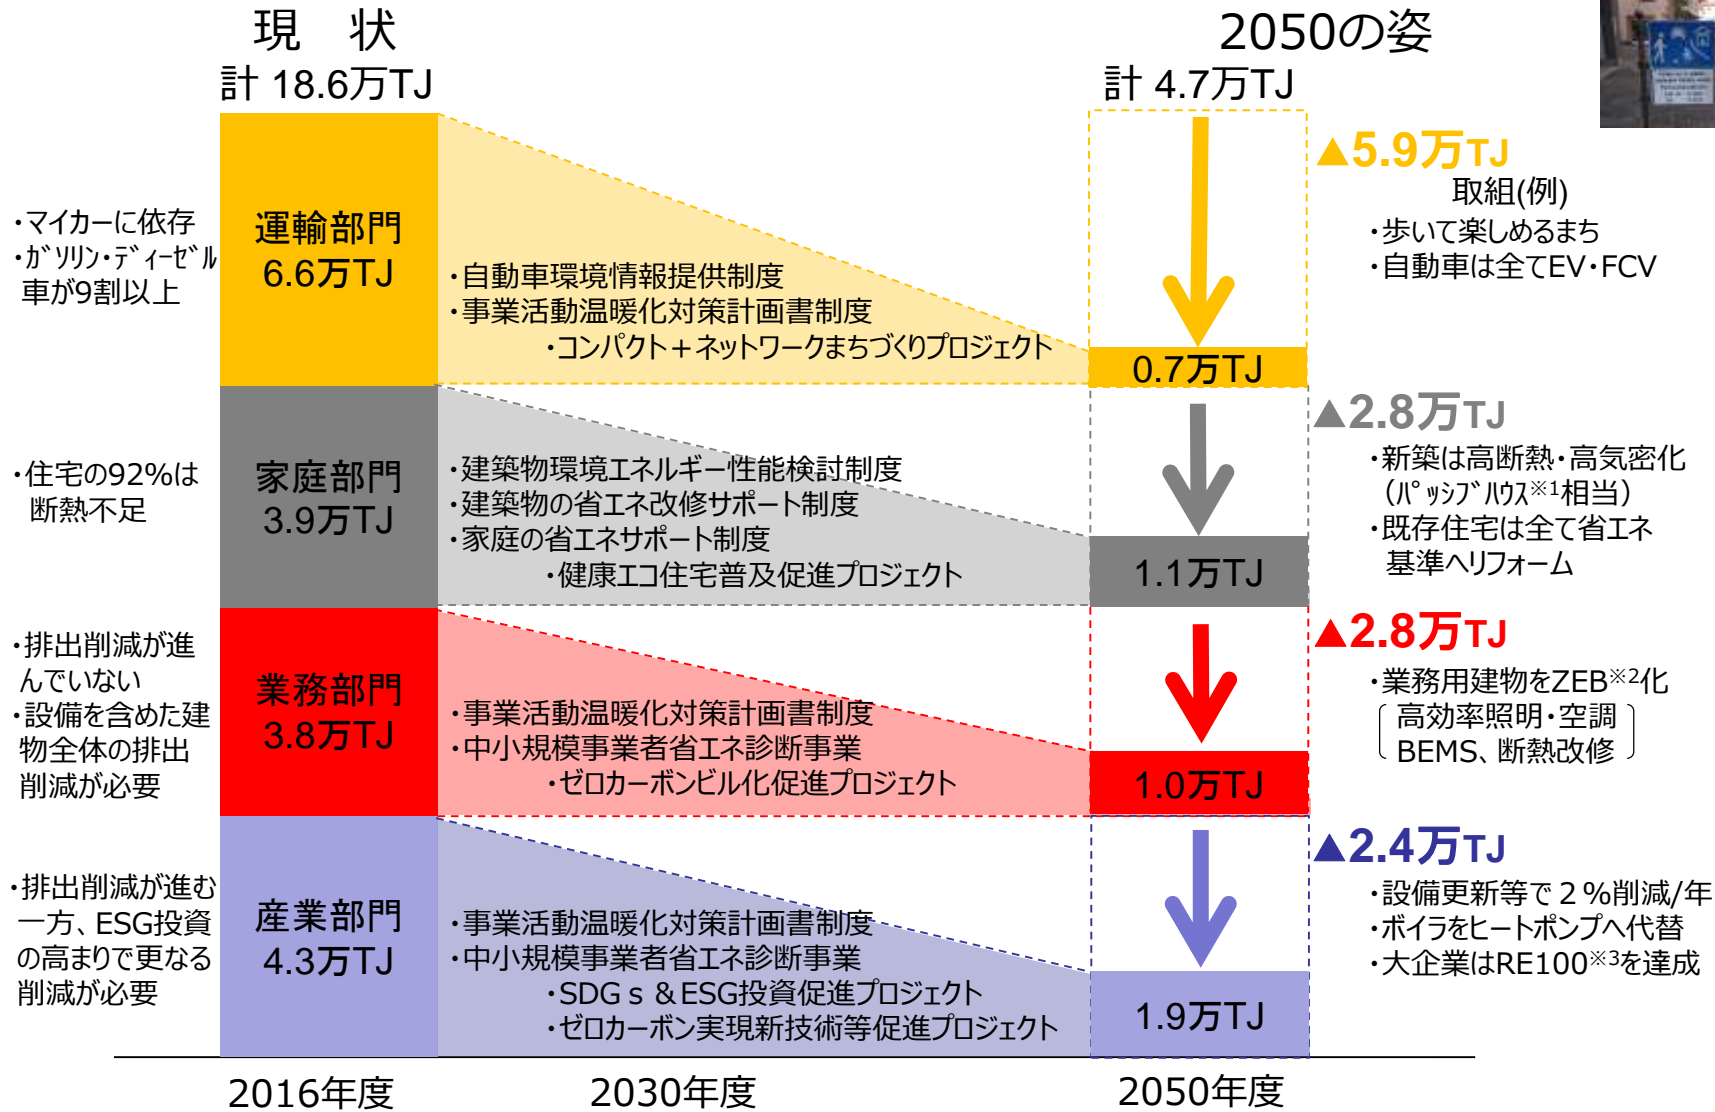 現 状
計 18.6万TJ
2050の姿
計 4.7万TJ
・マイカーに依存
・ｶﾞｿﾘﾝ・ﾃﾞｨｰｾﾞﾙ
車が9割以上
運輸部門
6.6万TJ
・自動車環境情報提供制度
・事業活動温暖化対策計画書制度
・コンパクト＋ネットワークまちづくりプロジェクト
0.7万TJ
▲5.9万TJ
取組(例)
・歩いて楽しめるまち
・自動車は全てEV・FCV
・住宅の92%は
断熱不足
家庭部門
3.9万TJ
・建築物環境エネルギー性能検討制度
・建築物の省エネ改修サポート制度
・家庭の省エネサポート制度
・健康エコ住宅普及促進プロジェクト
1.1万TJ
▲2.8万TJ
・新築は高断熱・高気密化
（ﾊﾟｯｼﾌﾞﾊｳｽ※1相当）
・既存住宅は全て省エネ
基準へリフォーム
・排出削減が進
んでいない
・設備を含めた建
物全体の排出
削減が必要
業務部門
3.8万TJ
・事業活動温暖化対策計画書制度
・中小規模事業者省エネ診断事業
・ゼロカーボンビル化促進プロジェクト
1.0万TJ
▲2.8万TJ
・業務用建物をZEB※2化
高効率照明・空調
BEMS、断熱改修
・排出削減が進む
一方、ESG投資
の高まりで更なる
削減が必要
産業部門
4.3万TJ
・事業活動温暖化対策計画書制度
・中小規模事業者省エネ診断事業
・SDGｓ＆ESG投資促進プロジェクト
・ゼロカーボン実現新技術等促進プロジェクト
1.9万TJ
▲2.4万TJ
・設備更新等で２%削減/年
・ボイラをヒートポンプへ代替
・大企業はRE100※3を達成
2016年度
2030年度
2050年度